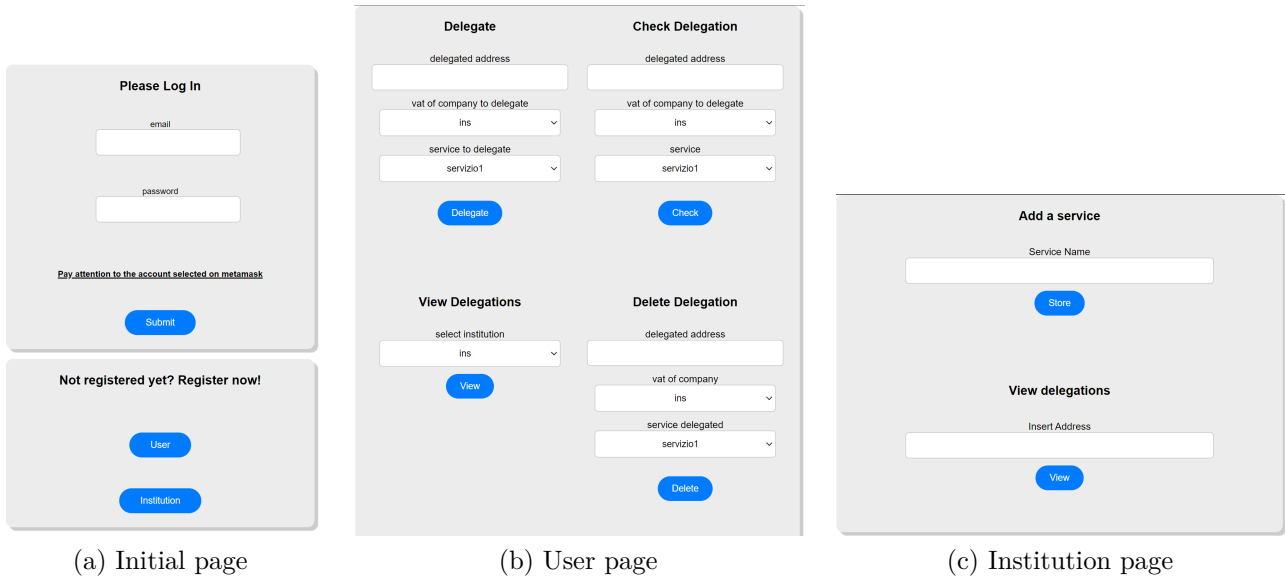 Please Log In
email
password
Pay attention to the account selected on metamask
Submit
Not registered yet? Register now!
User
Institution
(a) Initial page
Delegate
delegated address
vat of company to delegate
ins
service to delegate
servizio1
Delegate
Check Delegation
delegated address
vat of company to delegate
ins
service
servizio1
Check
View Delegations
select institution
ins
View
Delete Delegation
delegated address
vat of company
ins
service delegated
servizio1
Delete
(b) User page
Add a service
Service Name
Store
View delegations
Insert Address
View
(c) Institution page